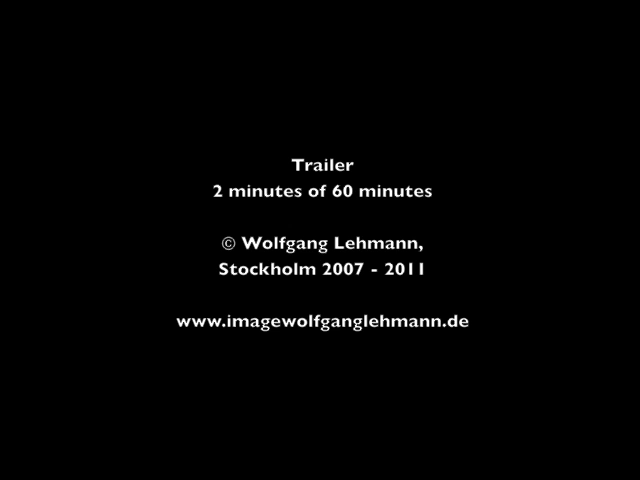 Trailer
2 minutes of 60 minutes
© Wolfgang Lehmann,
Stockholm 2007 - 2011
www.imagewolfganglehmann.de